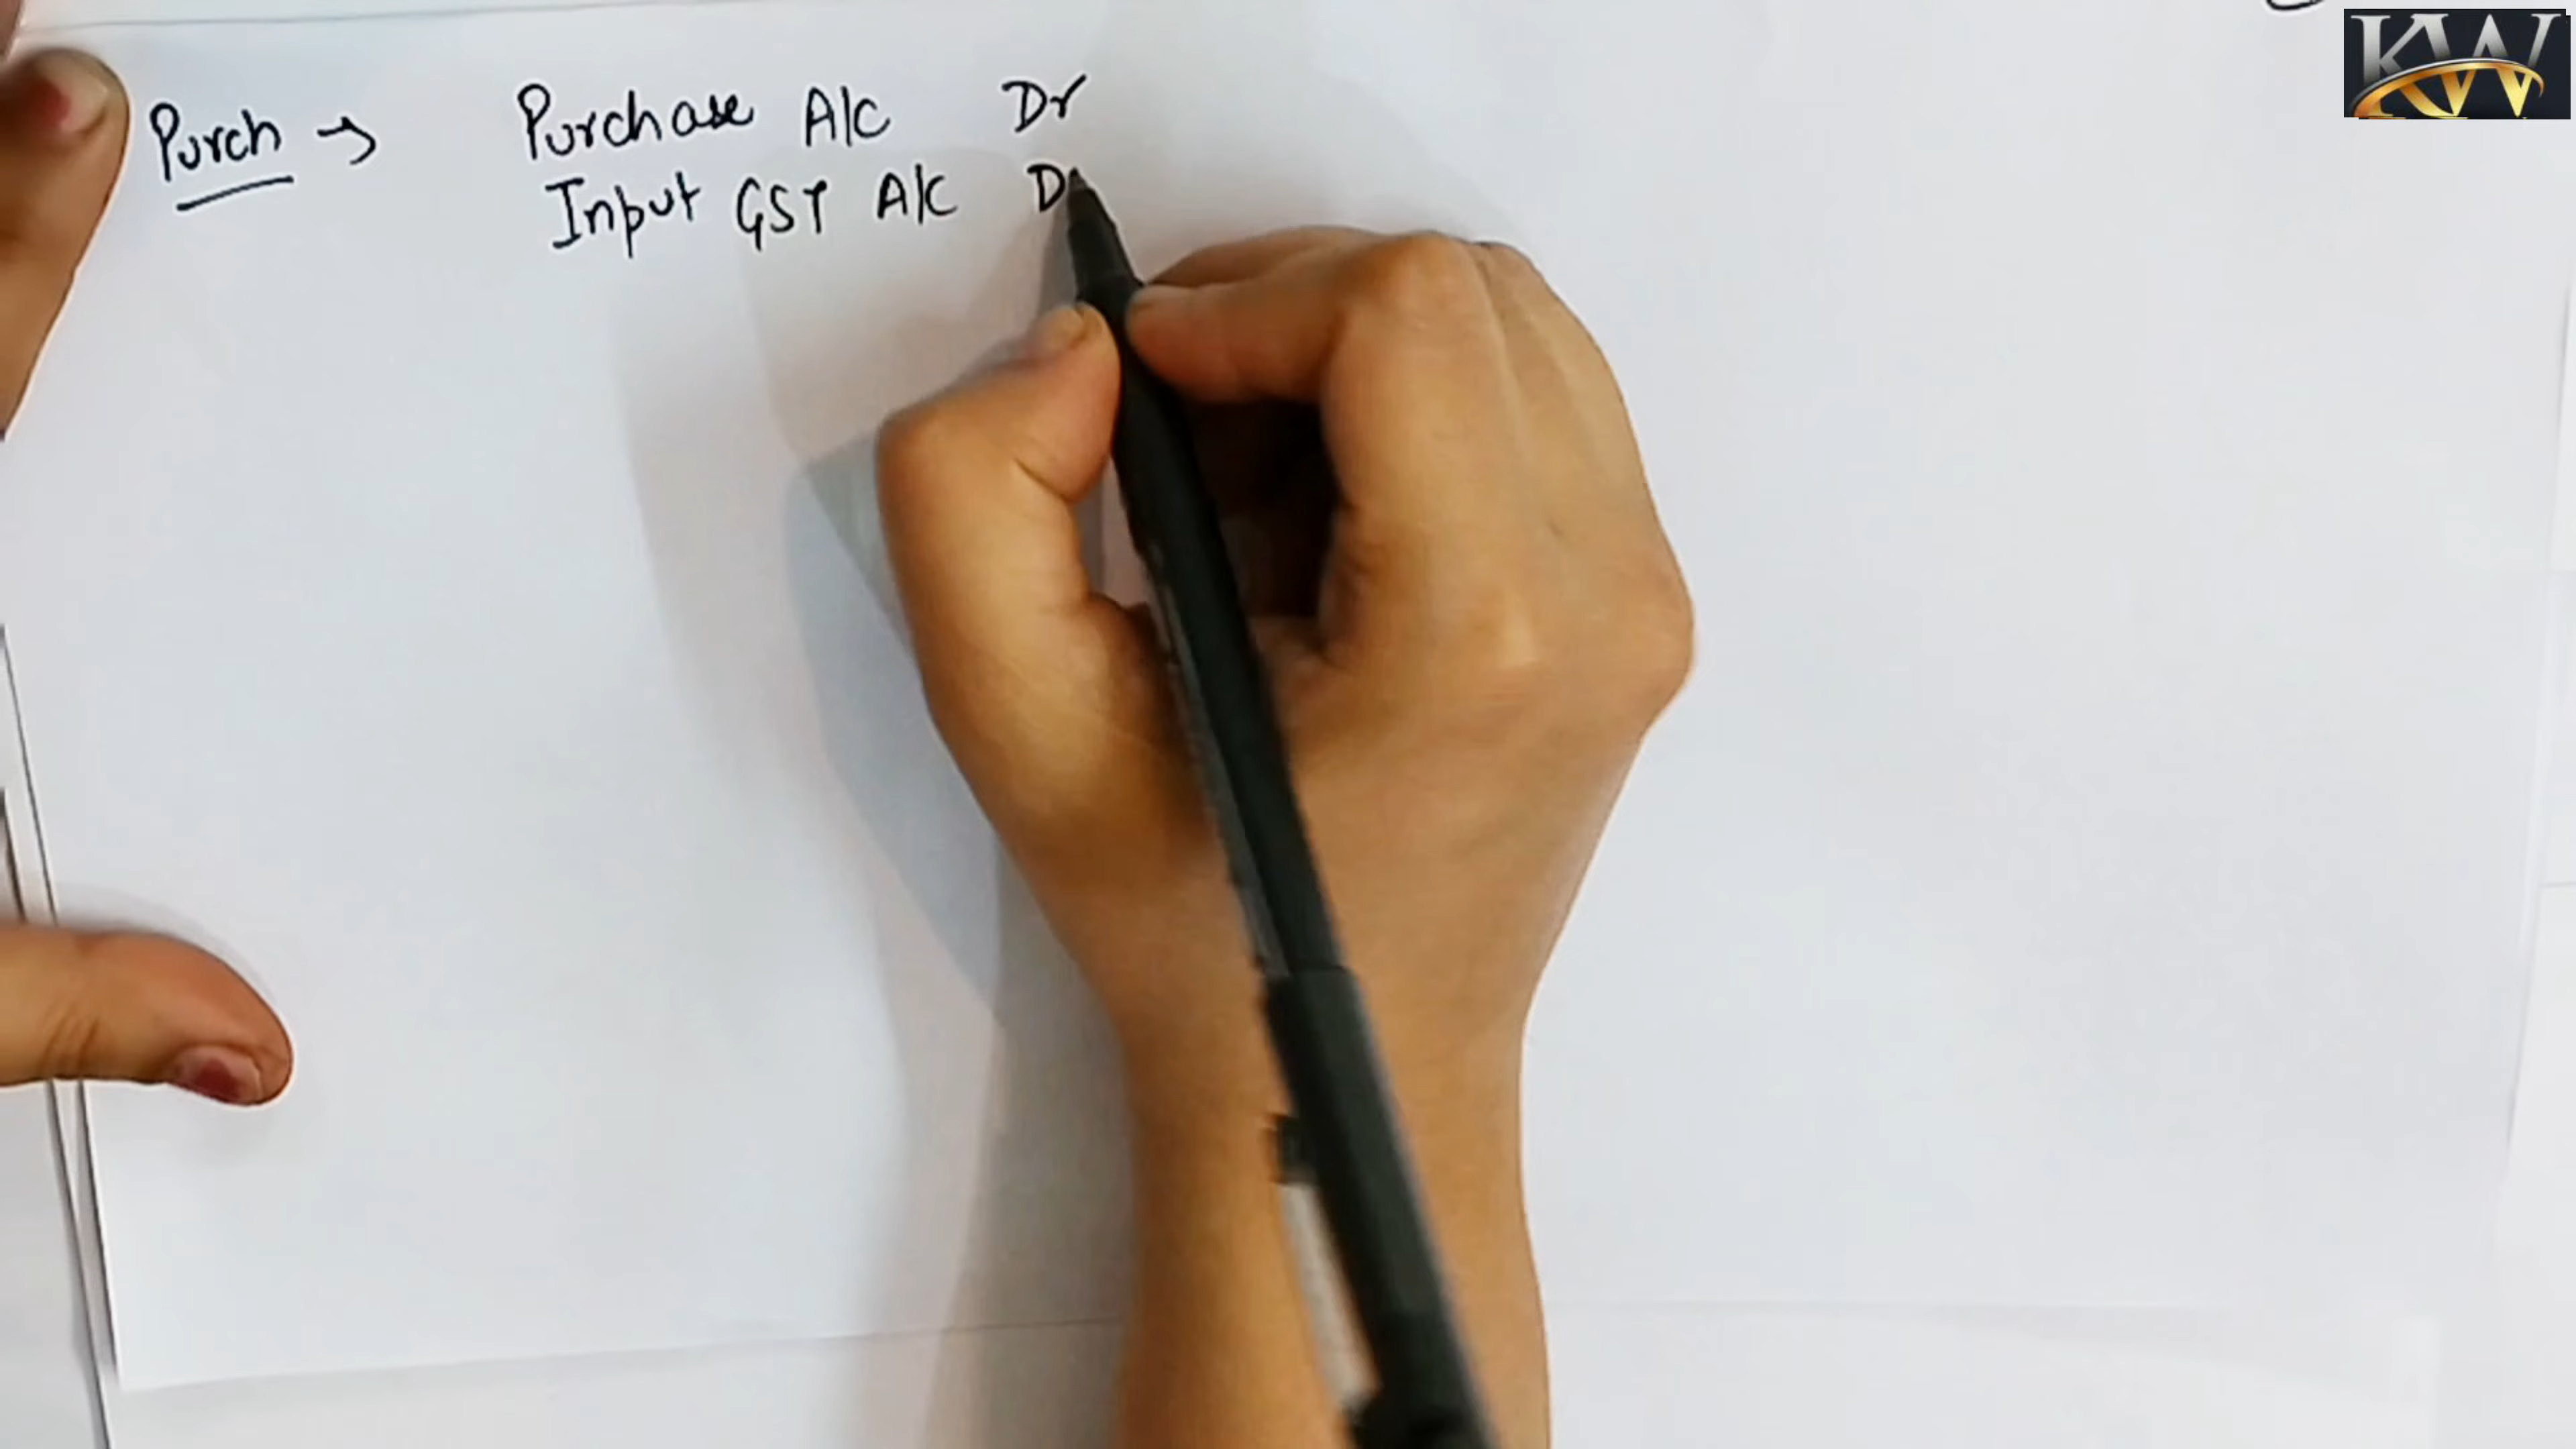 KW
Purch → Purchase A/C Dr
Input GST A/C D